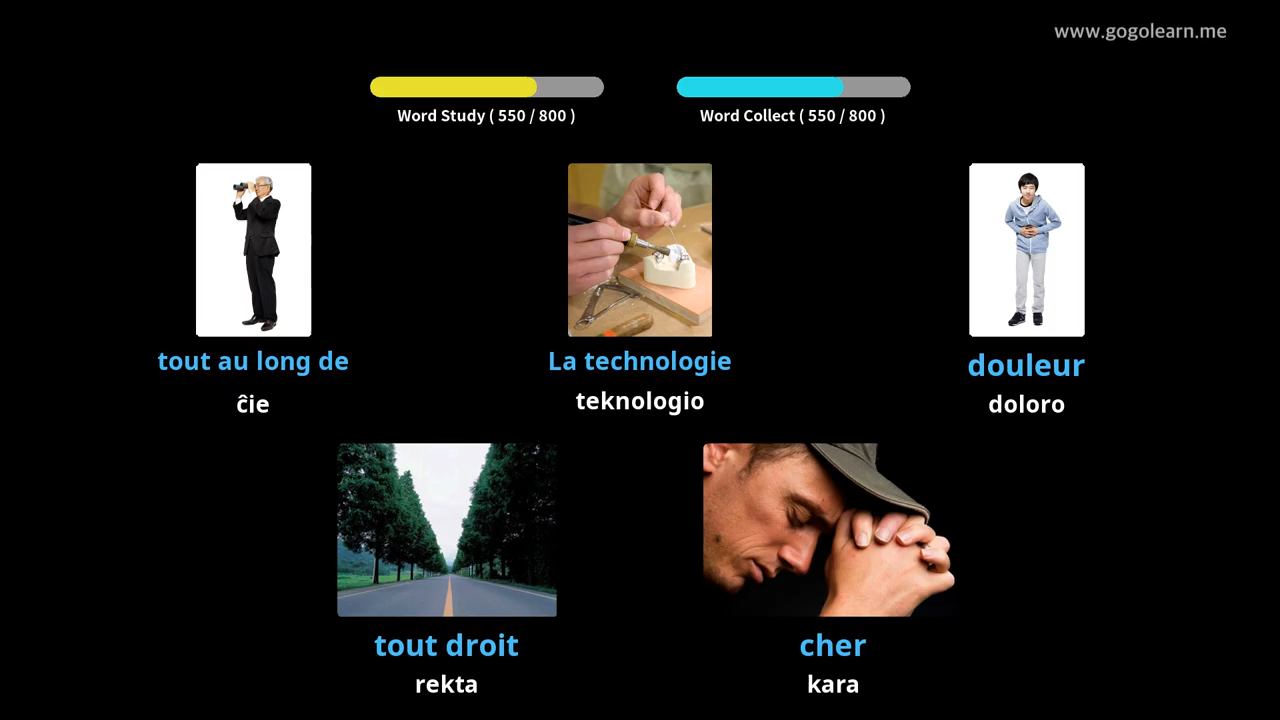 www.gogolearn.me
Word Study ( 550 / 800 )
Word Collect ( 550 / 800 )
tout au long de
ĉie
La technologie
teknologio
douleur
doloro
tout droit
rekta
cher
kara